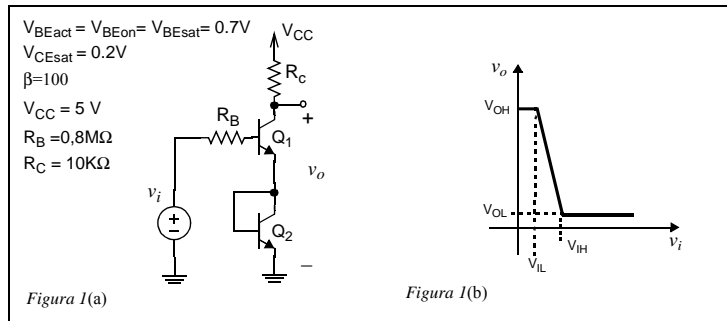 V_BEact = V_BEon = V_BEsat = 0.7V
V_CEsat = 0.2V
β=100
V_CC = 5 V
R_B = 0,8MΩ
R_C = 10KΩ
V_CC
R_c
R_B
Q_1
+
v_o
v_i
+
−
Q_2
−
Figura 1(a)
v_o
V_OH
V_OL
v_i
V_IL
V_IH
Figura 1(b)